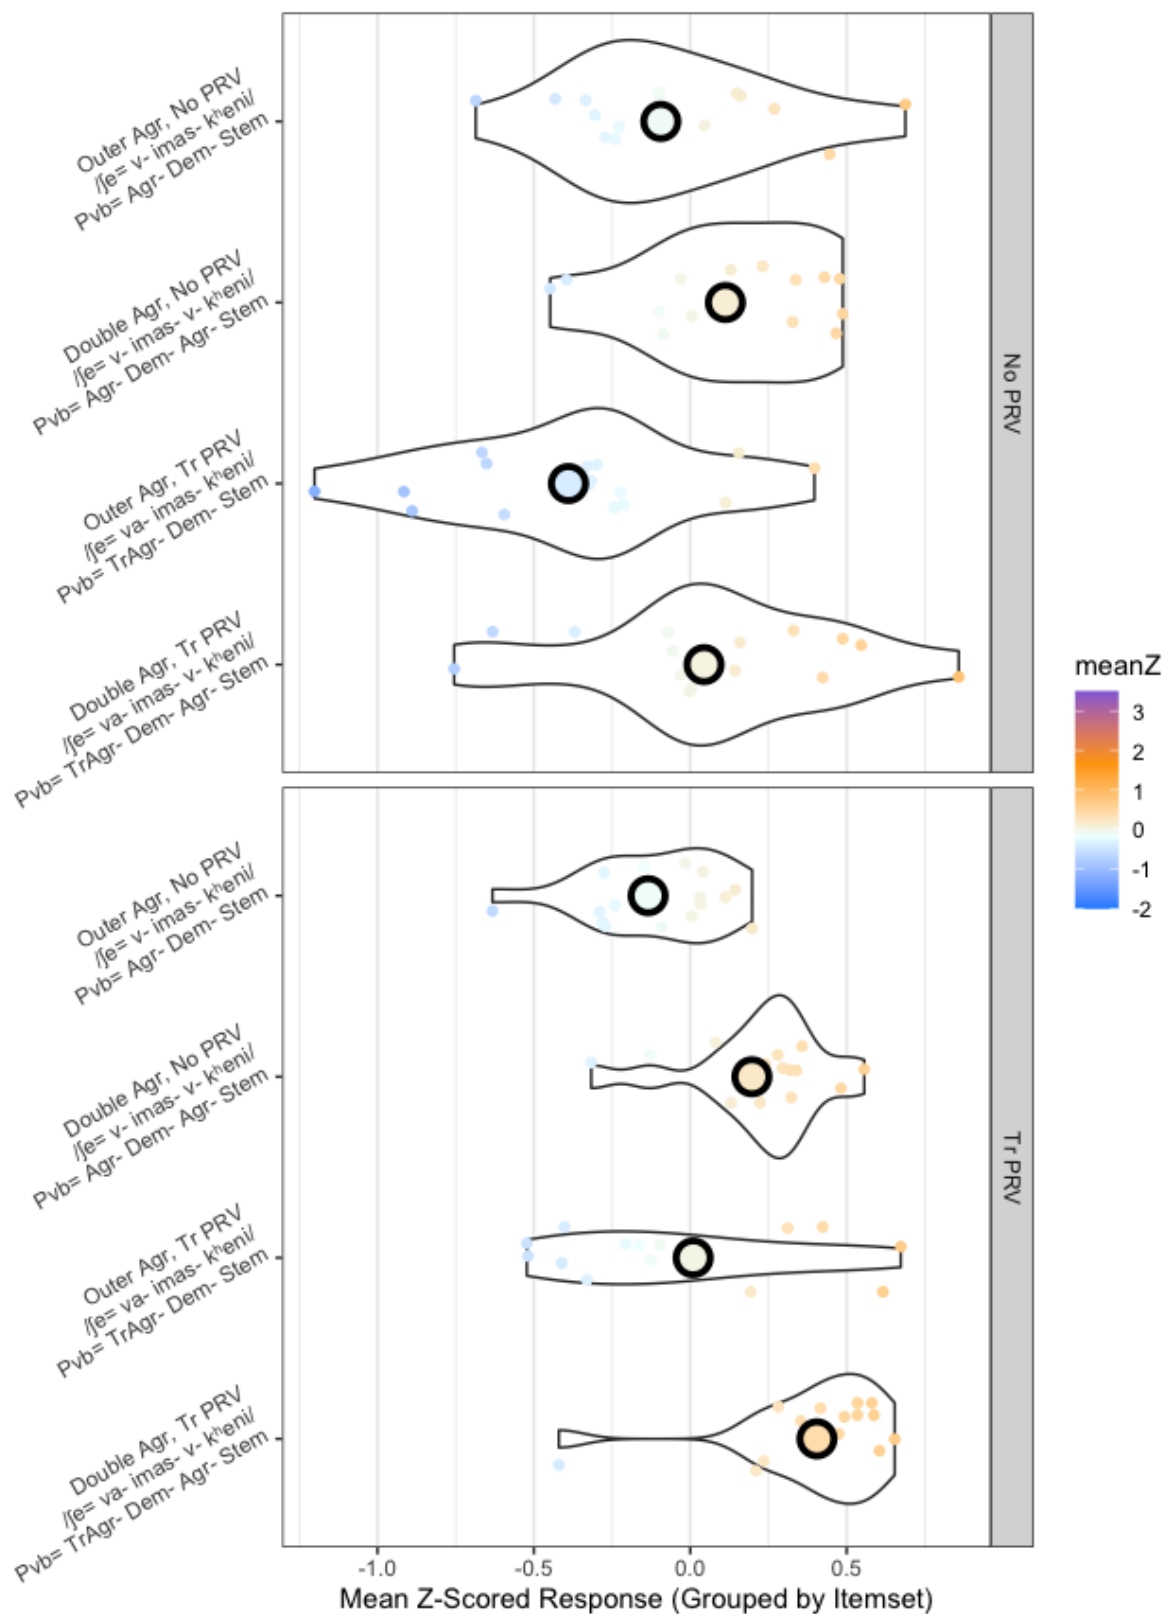 Outer Agr, No PRV
/ʃe= v- imas- kʰeni/
Pvb= Agr- Dem- Stem
Double Agr, No PRV
/ʃe= v- imas- v- kʰeni/
Pvb= Agr- Dem- Agr- Stem
Outer Agr, Tr PRV
/ʃe= va- imas- kʰeni/
Pvb= TrAgr- Dem- Stem
Double Agr, Tr PRV
/ʃe= va- imas- v- kʰeni/
Pvb= TrAgr- Dem- Agr- Stem
No PRV
Outer Agr, No PRV
/ʃe= v- imas- kʰeni/
Pvb= Agr- Dem- Stem
Double Agr, No PRV
/ʃe= v- imas- v- kʰeni/
Pvb= Agr- Dem- Agr- Stem
Outer Agr, Tr PRV
/ʃe= va- imas- kʰeni/
Pvb= TrAgr- Dem- Stem
Double Agr, Tr PRV
/ʃe= va- imas- v- kʰeni/
Pvb= TrAgr- Dem- Agr- Stem
Tr PRV
-1.0 -0.5 0.0 0.5
Mean Z-Scored Response (Grouped by Itemset)
meanZ
3
2
1
0
-1
-2